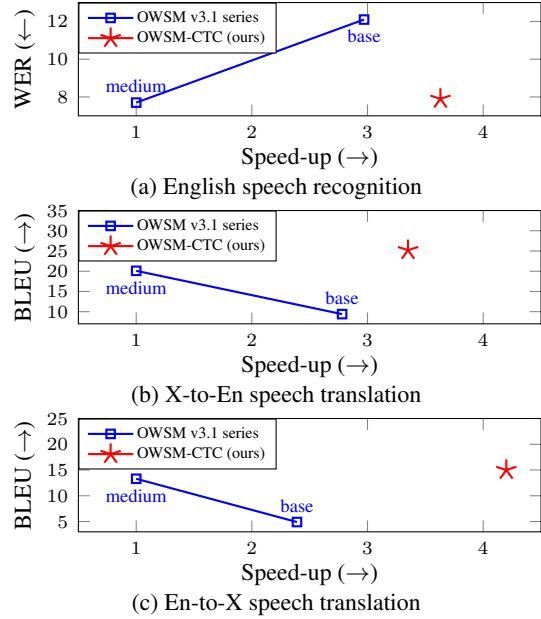 WER (←)
12
10
8
OWSM v3.1 series
OWSM-CTC (ours)
medium
base
1 2 3 4
Speed-up (→)
(a) English speech recognition
BLEU (→)
35
30
25
20
15
10
OWSM v3.1 series
OWSM-CTC (ours)
medium
base
1 2 3 4
Speed-up (→)
(b) X-to-En speech translation
BLEU (→)
25
20
15
10
5
OWSM v3.1 series
OWSM-CTC (ours)
medium
base
1 2 3 4
Speed-up (→)
(c) En-to-X speech translation